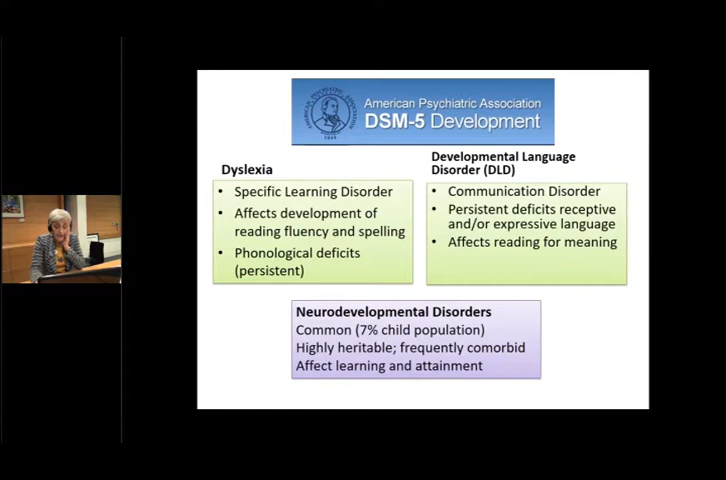 American Psychiatric Association
DSM-5 Development
Dyslexia
• Specific Learning Disorder
• Affects development of
reading fluency and spelling
• Phonological deficits
(persistent)
Developmental Language
Disorder (DLD)
• Communication Disorder
• Persistent deficits receptive
and/or expressive language
• Affects reading for meaning
Neurodevelopmental Disorders
Common (7% child population)
Highly heritable; frequently comorbid
Affect learning and attainment